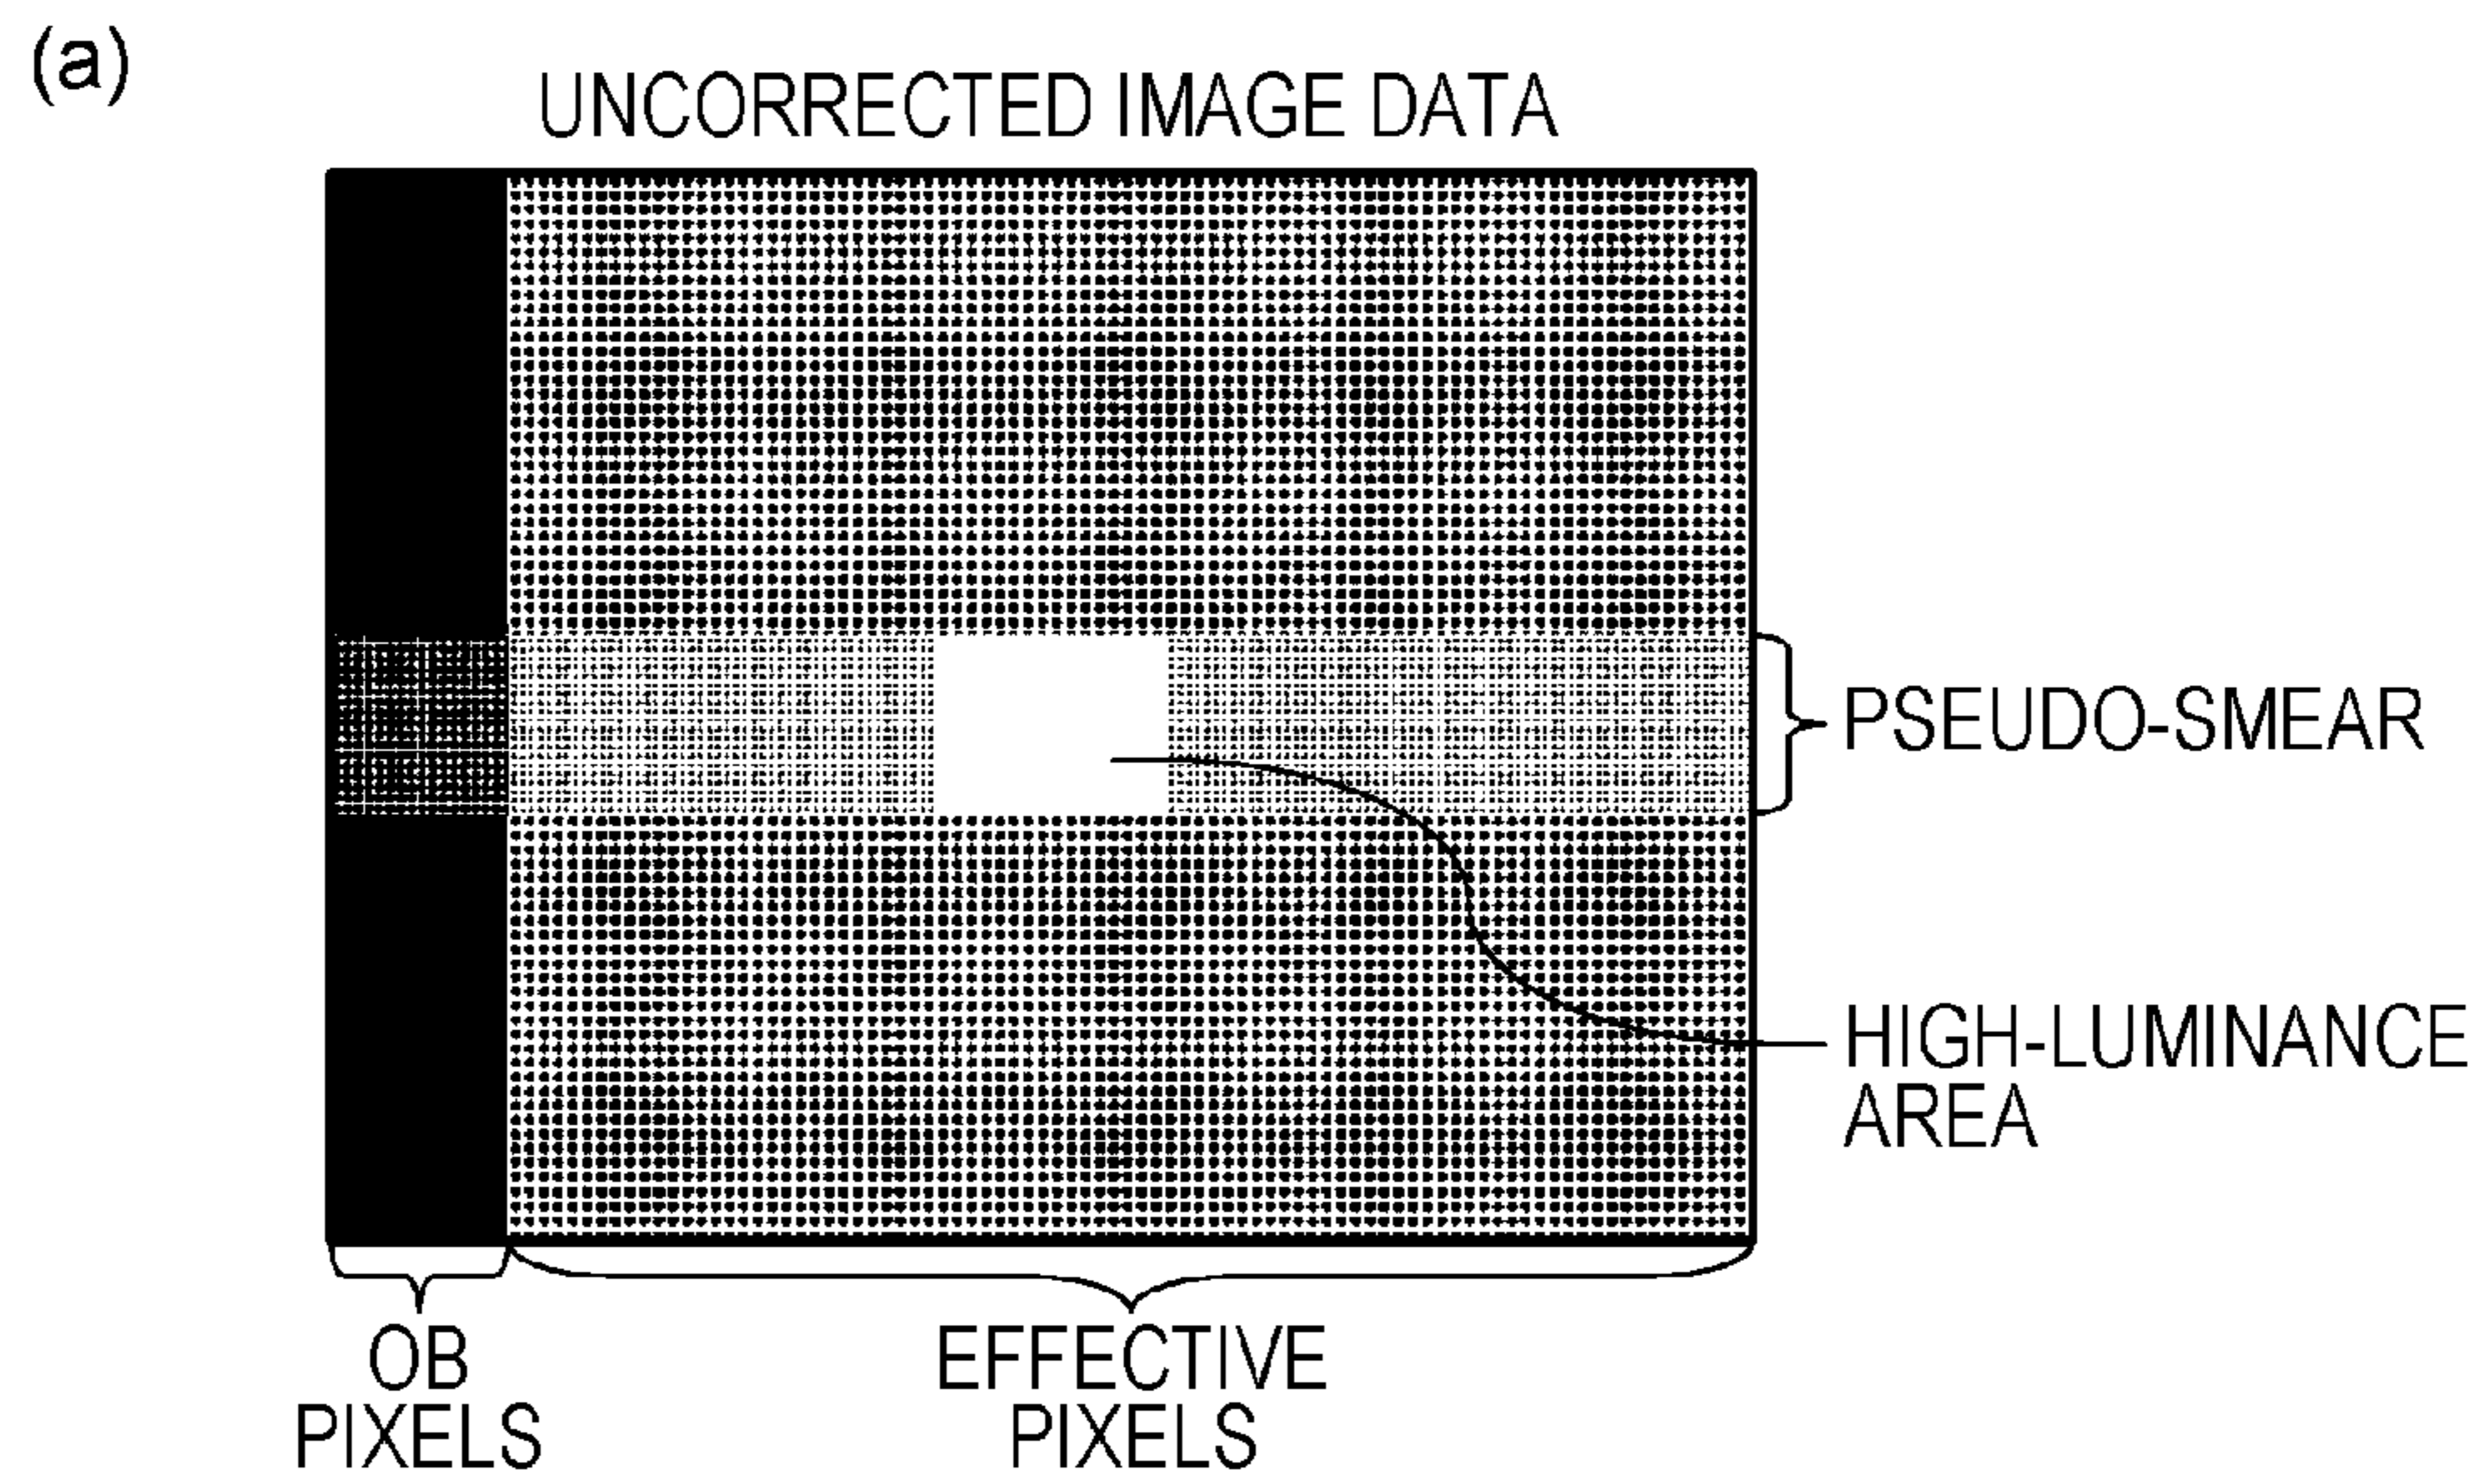 (a)
UNCORRECTED IMAGE DATA
PSEUDO-SMEAR
HIGH-LUMINANCE
AREA
OB
PIXELS
EFFECTIVE
PIXELS